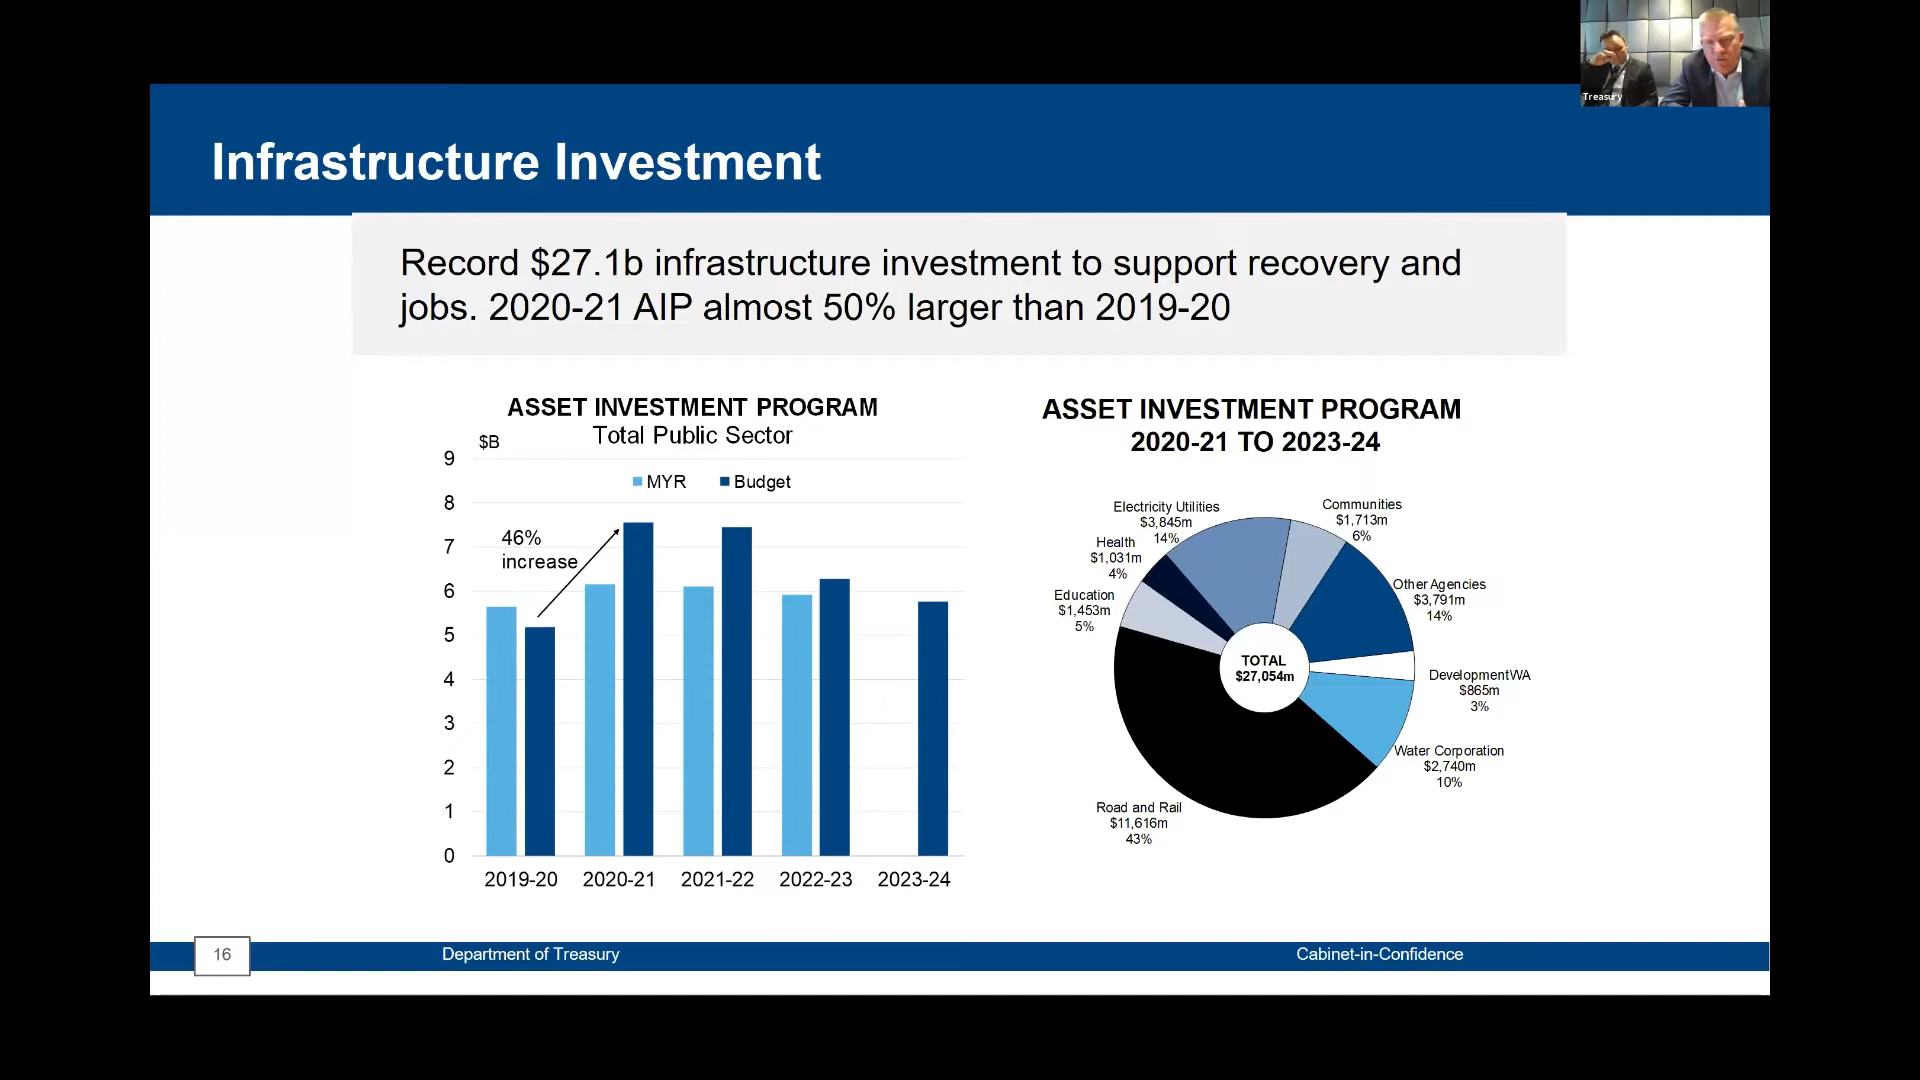 Treasury
Infrastructure Investment
Record $27.1b infrastructure investment to support recovery and
jobs. 2020-21 AIP almost 50% larger than 2019-20
ASSET INVESTMENT PROGRAM
Total Public Sector
$B
9
8
7
6
5
4
3
2
1
0
MYR
Budget
46%
increase
2019-20
2020-21
2021-22
2022-23
2023-24
ASSET INVESTMENT PROGRAM
2020-21 TO 2023-24
Electricity Utilities
$3,845m
14%
Communities
$1,713m
6%
Health
$1,031m
4%
Other Agencies
$3,791m
14%
Education
$1,453m
5%
TOTAL
$27,054m
DevelopmentWA
$865m
3%
Water Corporation
$2,740m
10%
Road and Rail
$11,616m
43%
16
Department of Treasury
Cabinet-in-Confidence